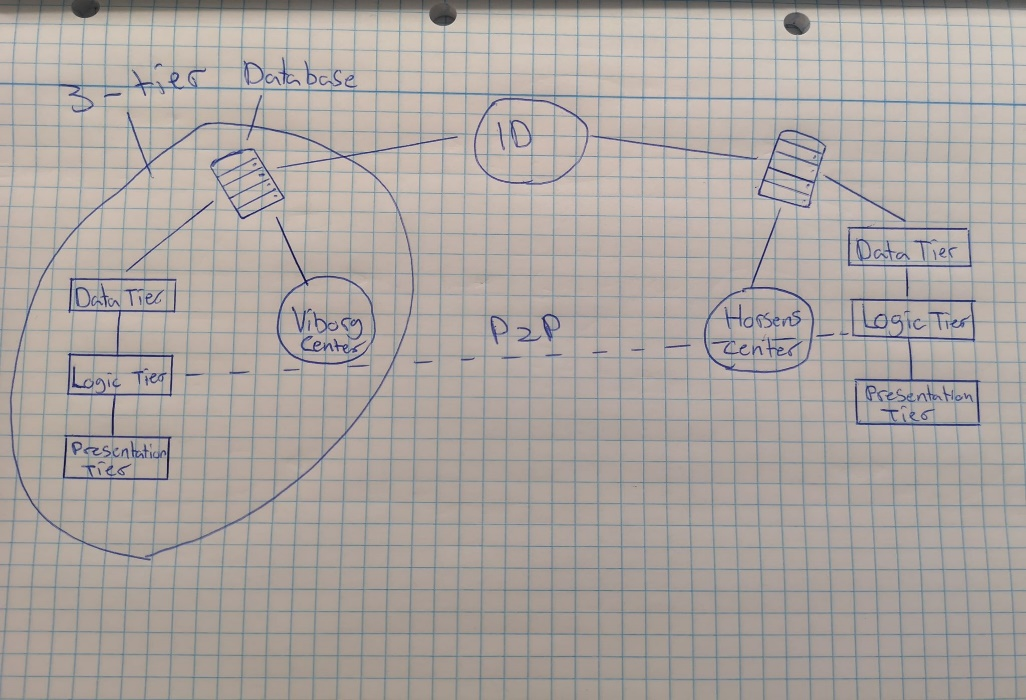 3-tier
Database
ID
Data Tier
Viborg
Center
Logic Tier
Presentation
Tier
P2P
Horsens
Center
Data Tier
Logic Tier
Presentation
Tier